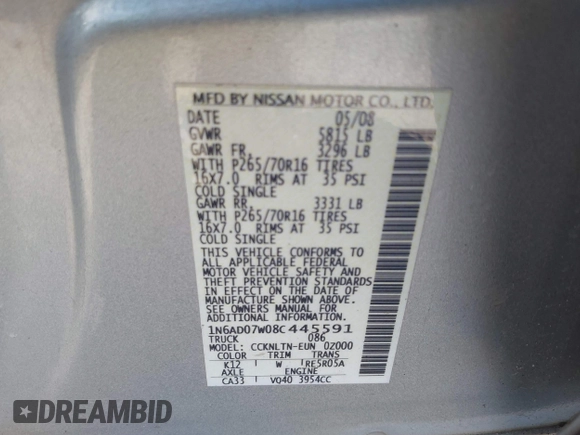 MFD BY NISSAN MOTOR CO., LTD.
DATE 05/08
GVWR 5815 LB
GAWR FR, 3296 LB
WITH P265/70R16 TIRES
16X7.0 RIMS AT 35 PSI
COLD SINGLE
GAWR RR. 3331 LB
WITH P265/70R16 TIRES
16X7.0 RIMS AT 35 PSI
COLD SINGLE
THIS VEHICLE CONFORMS TO
ALL APPLICABLE FEDERAL
MOTOR VEHICLE SAFETY AND
THEFT PREVENTION STANDARDS
IN EFFECT ON THE DATE OF
MANUFACTURE SHOWN ABOVE.
SEE OWNERS MANUAL FOR
ADDITIONAL INFORMATION
1N6AD07W08C445591
TRUCK 086
MODEL: CCKNLTN-EUN 0Z000
COLOR TRIM TRANS
K12 W RE5R05A
AXLE ENGINE
CA33 VQ40 3954CC
DREAMBID